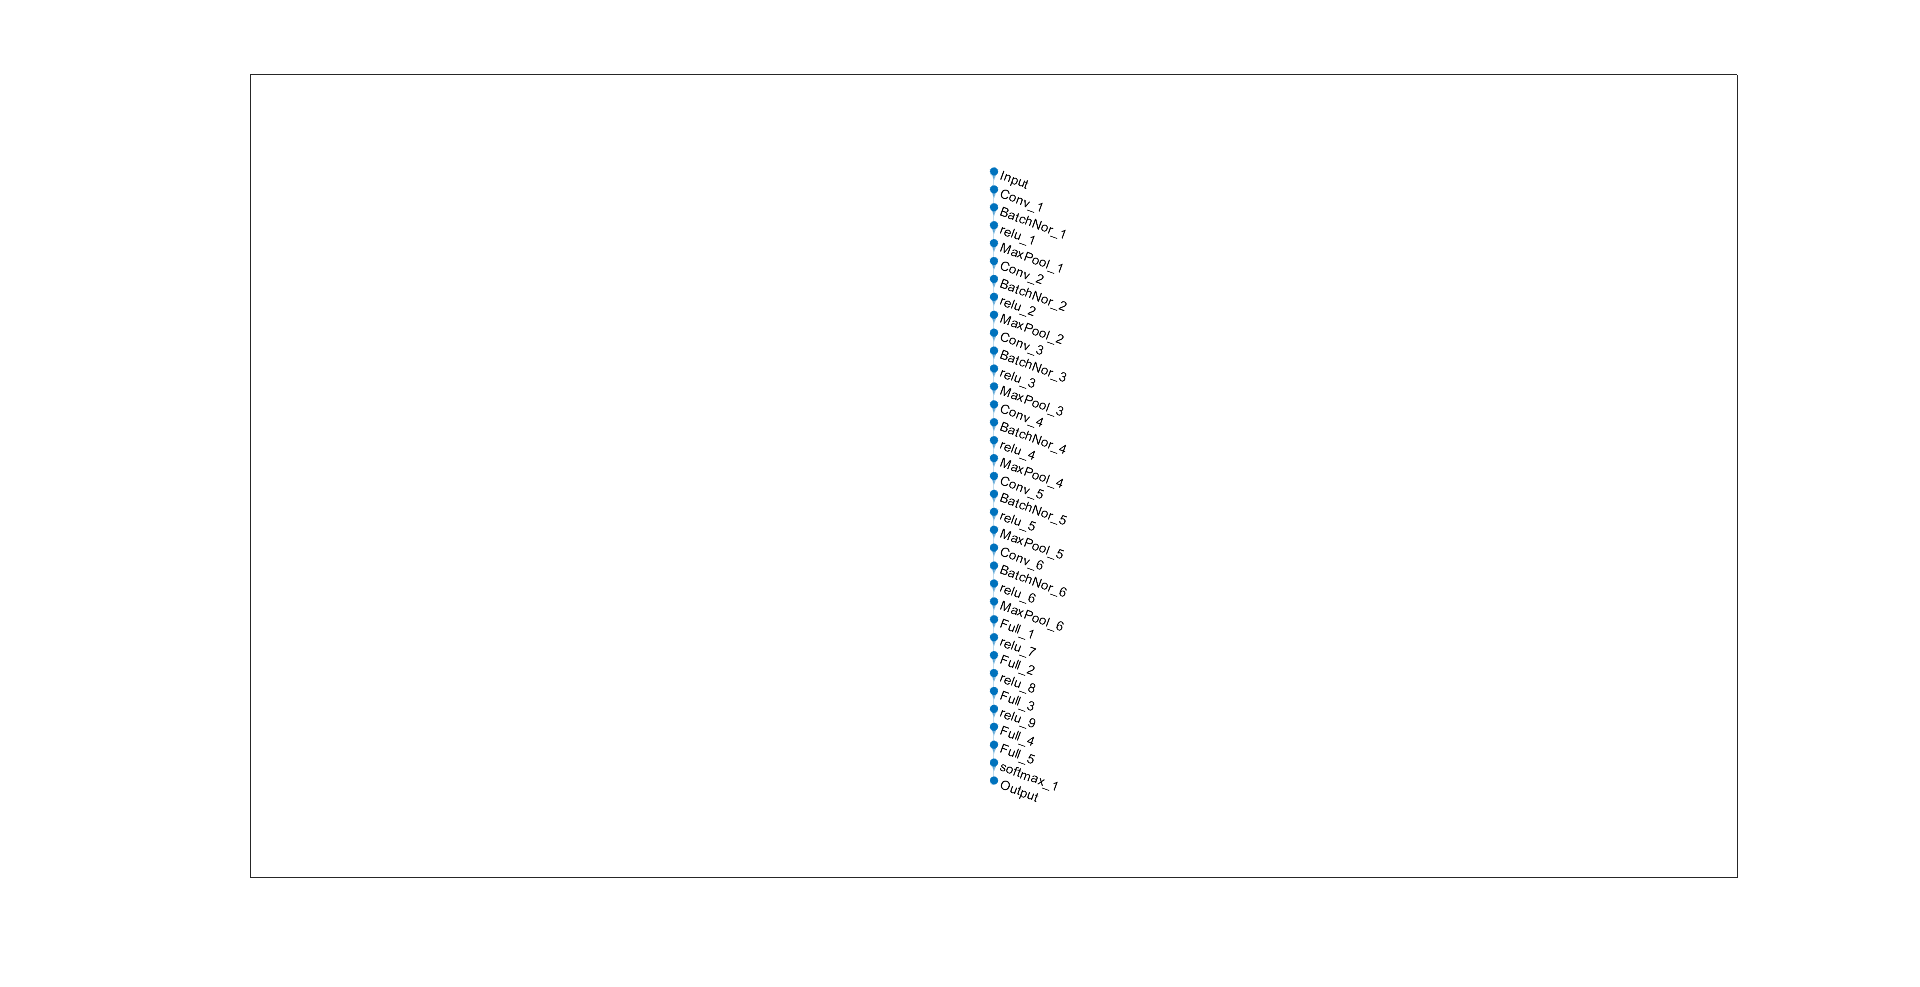 Input
Conv_1
BatchNor_1
relu_1
MaxPool_1
Conv_2
BatchNor_2
relu_2
MaxPool_2
Conv_3
BatchNor_3
relu_3
MaxPool_3
Conv_4
BatchNor_4
relu_4
MaxPool_4
Conv_5
BatchNor_5
relu_5
MaxPool_5
Conv_6
BatchNor_6
relu_6
MaxPool_6
Full_1
relu_7
Full_2
relu_8
Full_3
relu_9
Full_4
Full_5
softmax_1
Output